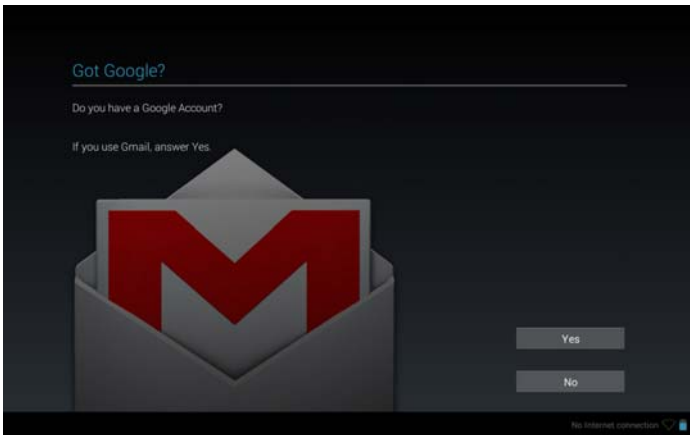 Got Google?
Do you have a Google Account?
If you use Gmail, answer Yes.
Yes
No
No Internet connection